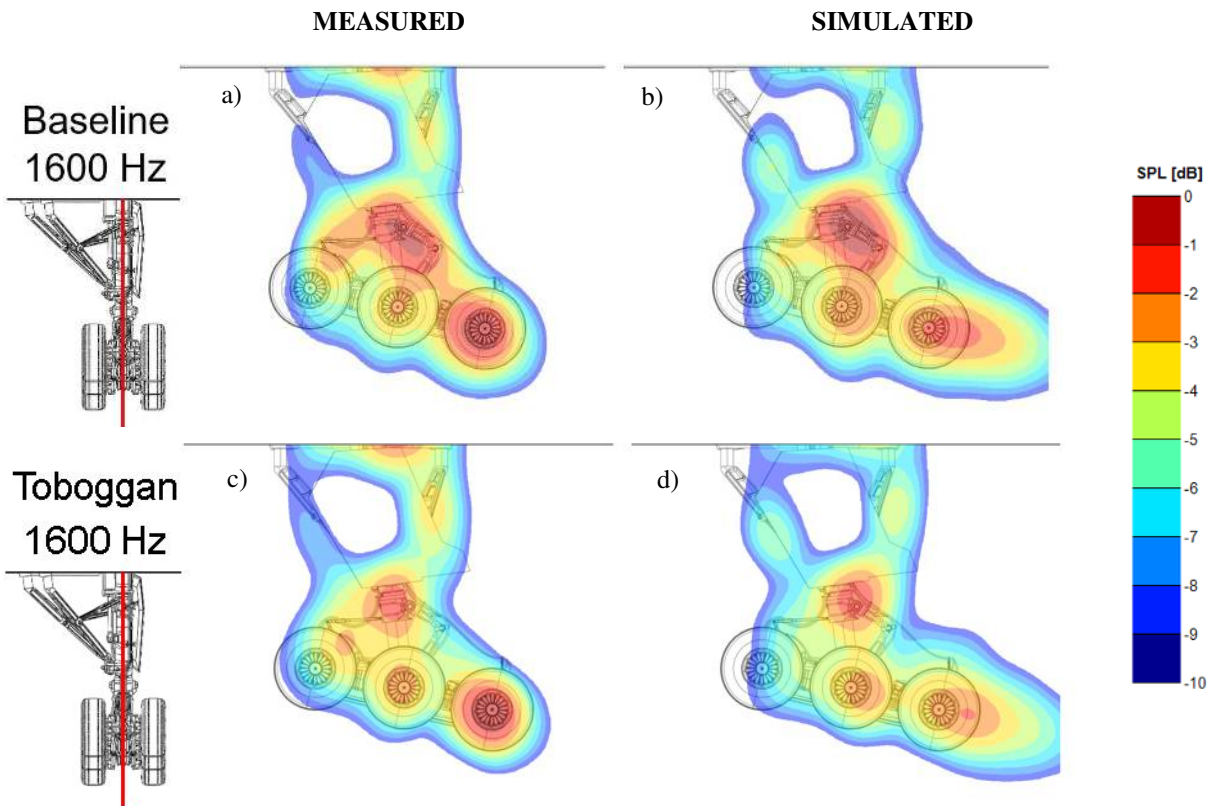 MEASURED
SIMULATED
a)
b)
Baseline
1600 Hz
SPL [dB]
0
-1
-2
-3
-4
-5
-6
-7
-8
-9
-10
c)
d)
Toboggan
1600 Hz